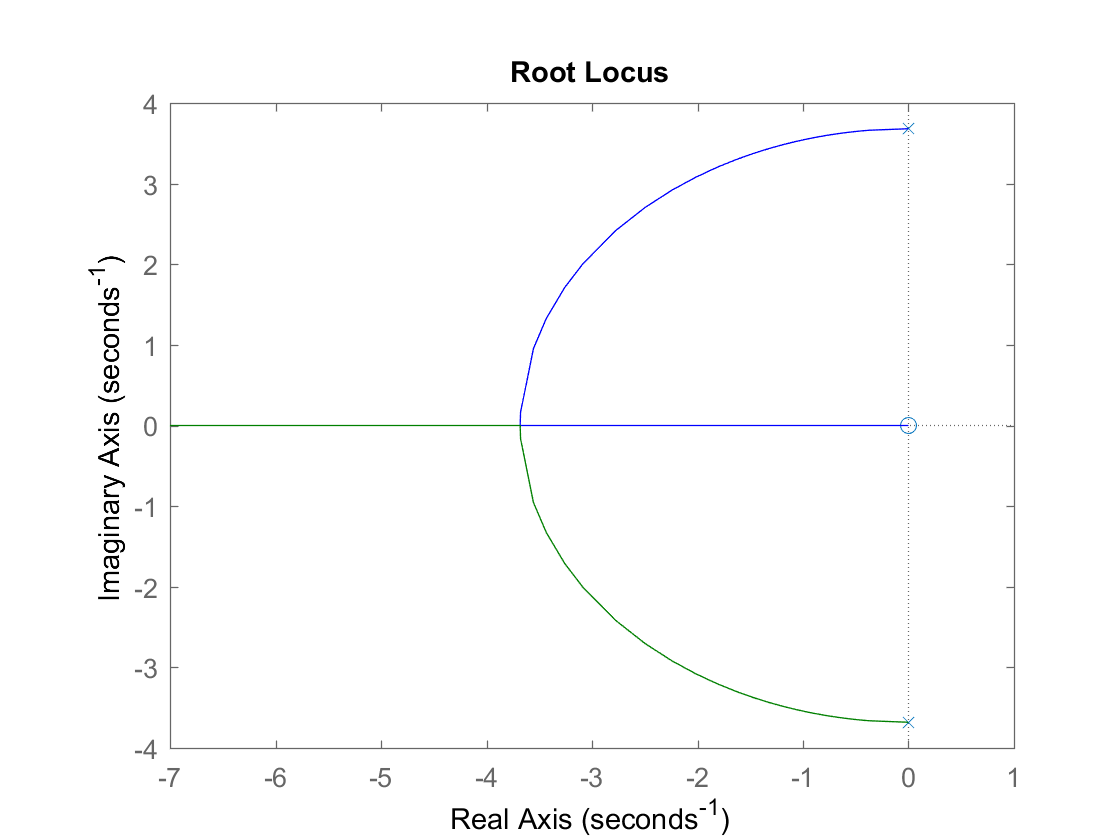 Root Locus
4
3
2
1
0
-1
-2
-3
-4
Imaginary Axis (seconds⁻¹)
-7 -6 -5 -4 -3 -2 -1 0 1
Real Axis (seconds⁻¹)